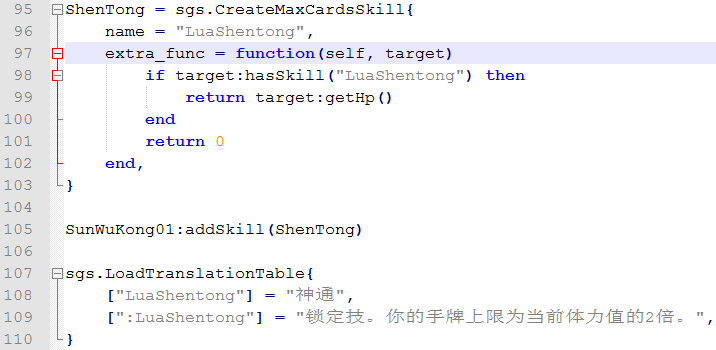 95 ShenTong = sgs.CreateMaxCardsSkill{
96     name = "LuaShentong",
97     extra_func = function(self, target)
98         if target:hasSkill("LuaShentong") then
99             return target:getHp()
100         end
101         return 0
102     end,
103 }
104
105 SunWuKong01:addSkill(ShenTong)
106
107 sgs.LoadTranslationTable{
108     ["LuaShentong"] = "神通",
109     [":LuaShentong"] = "锁定技。你的手牌上限为当前体力值的2倍。",
110 }